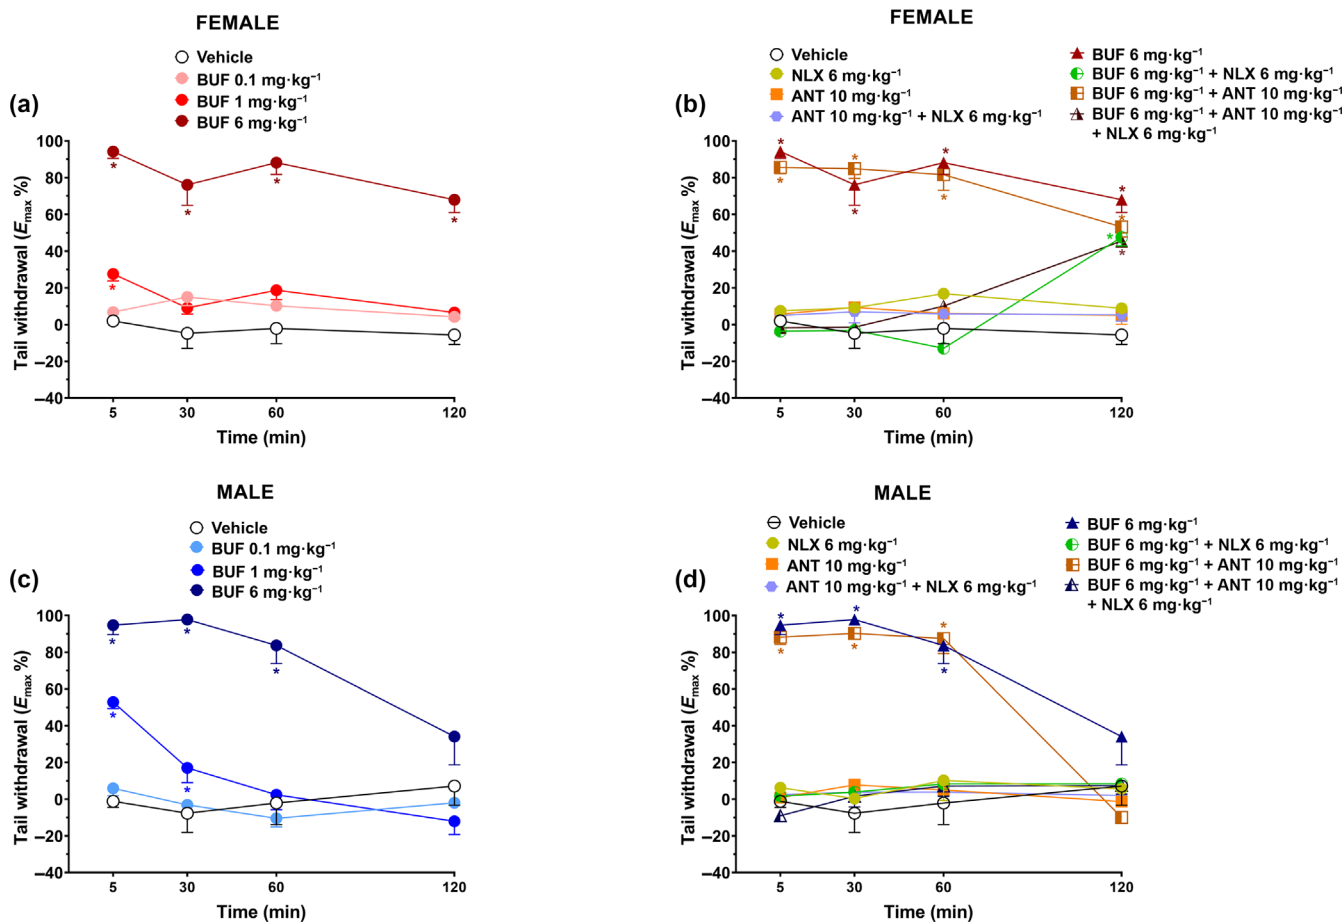 FEMALE
Vehicle
BUF 0.1 mg·kg⁻¹
BUF 1 mg·kg⁻¹
BUF 6 mg·kg⁻¹
(a)
100
80
60
40
20
0
–20
–40
Tail withdrawal (Emax %)
5 30 60 120
Time (min)
FEMALE
Vehicle
NLX 6 mg·kg⁻¹
ANT 10 mg·kg⁻¹
ANT 10 mg·kg⁻¹ + NLX 6 mg·kg⁻¹
BUF 6 mg·kg⁻¹
BUF 6 mg·kg⁻¹ + NLX 6 mg·kg⁻¹
BUF 6 mg·kg⁻¹ + ANT 10 mg·kg⁻¹
BUF 6 mg·kg⁻¹ + ANT 10 mg·kg⁻¹
+ NLX 6 mg·kg⁻¹
(b)
100
80
60
40
20
0
–20
–40
Tail withdrawal (Emax %)
5 30 60 120
Time (min)
MALE
Vehicle
BUF 0.1 mg·kg⁻¹
BUF 1 mg·kg⁻¹
BUF 6 mg·kg⁻¹
(c)
100
80
60
40
20
0
–20
–40
Tail withdrawal (Emax %)
5 30 60 120
Time (min)
MALE
Vehicle
NLX 6 mg·kg⁻¹
ANT 10 mg·kg⁻¹
ANT 10 mg·kg⁻¹ + NLX 6 mg·kg⁻¹
BUF 6 mg·kg⁻¹
BUF 6 mg·kg⁻¹ + NLX 6 mg·kg⁻¹
BUF 6 mg·kg⁻¹ + ANT 10 mg·kg⁻¹
BUF 6 mg·kg⁻¹ + ANT 10 mg·kg⁻¹
+ NLX 6 mg·kg⁻¹
(d)
100
80
60
40
20
0
–20
–40
Tail withdrawal (Emax %)
5 30 60 120
Time (min)